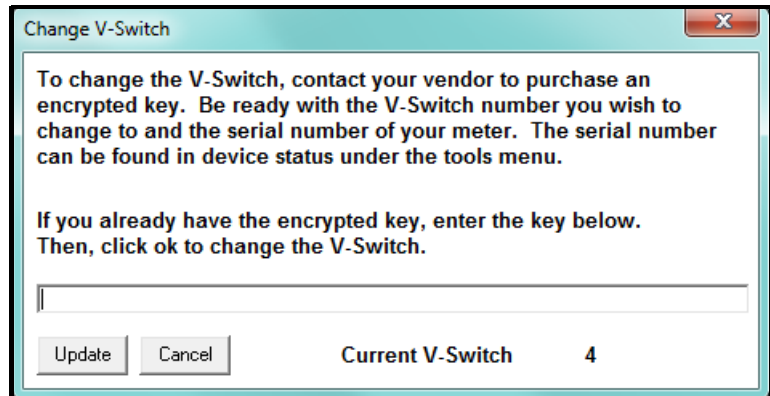 Change V-Switch
To change the V-Switch, contact your vendor to purchase an
encrypted key.  Be ready with the V-Switch number you wish to
change to and the serial number of your meter.  The serial number
can be found in device status under the tools menu.
If you already have the encrypted key, enter the key below.
Then, click ok to change the V-Switch.
Update Cancel Current V-Switch 4